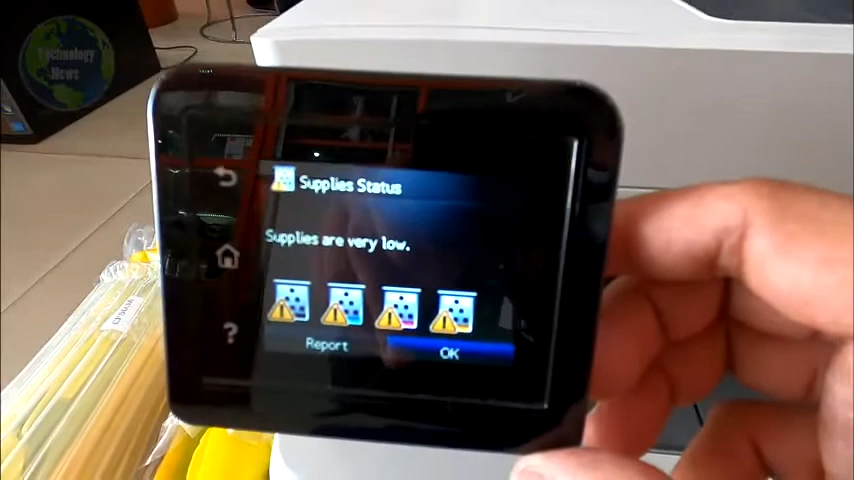 Technology
News
Supplies Status
Supplies are very low.
Report
OK
?